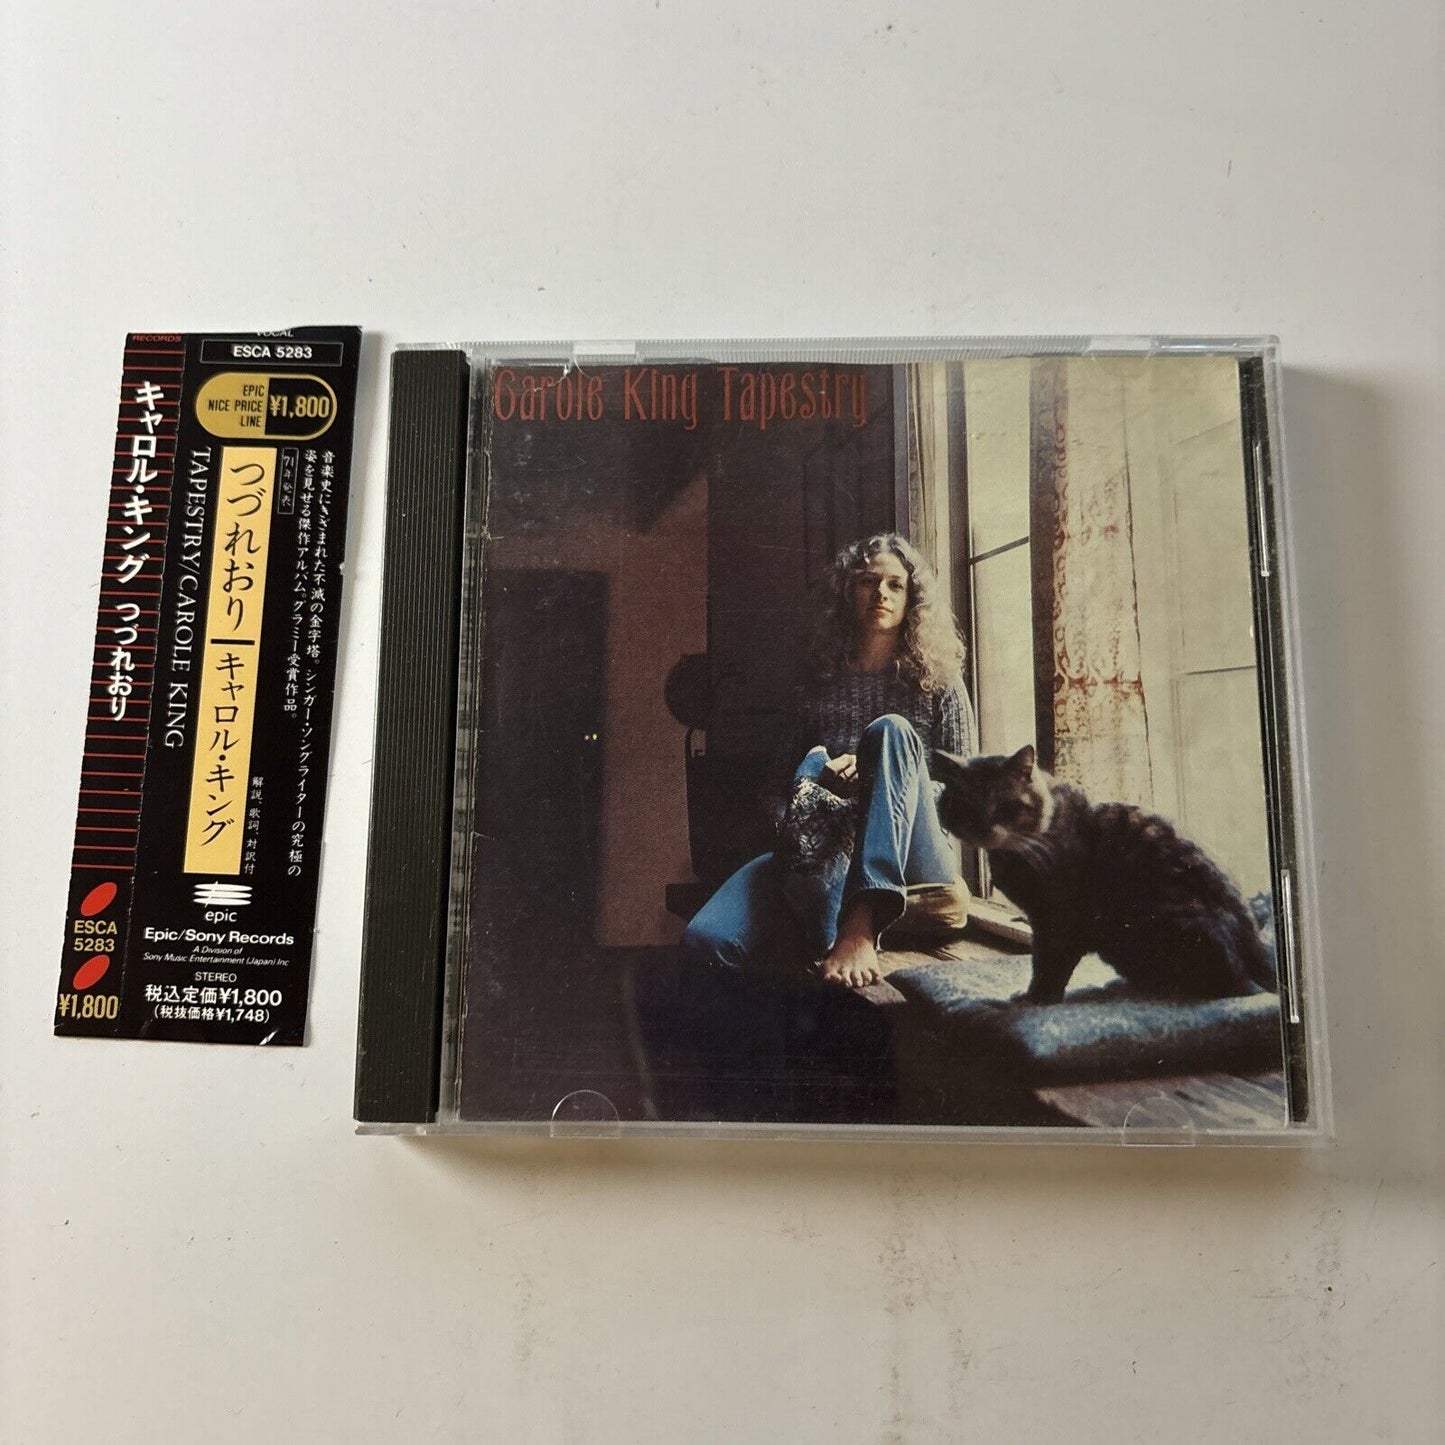 RECORDS
キャロル・キング つづれおり
ESCA
5283
¥1,800
VOCAL
ESCA 5283
EPIC
NICE PRICE
LINE
¥1,800
'71年発表
音楽史にきざまれた不滅の金字塔。シンガー・ソングライターの究極の
姿を見せる傑作アルバム。グラミー受賞作品。
つづれおり
キャロル・キング
解説、歌詞、対訳付
TAPESTRY/CAROLE KING
epic
Epic/Sony Records
A Division of
Sony Music Entertainment (Japan) Inc
STEREO
税込定価¥1,800
(税抜価格¥1,748)
Carole King Tapestry